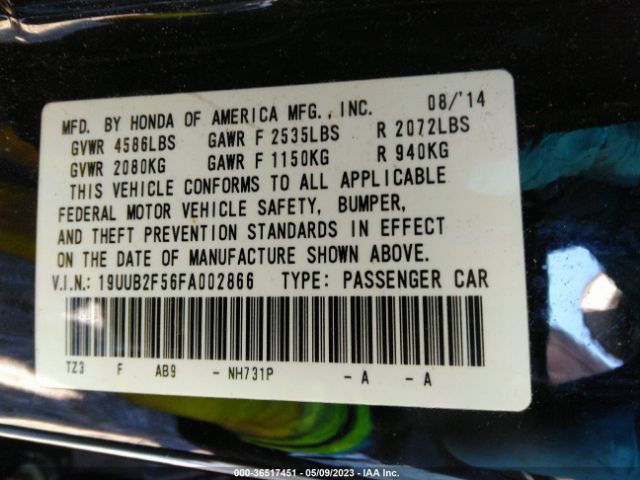 MFD. BY HONDA OF AMERICA MFG., INC. 08/'14
GVWR 4586LBS GAWR F 2535LBS R 2072LBS
GVWR 2080KG GAWR F 1150KG R 940KG
THIS VEHICLE CONFORMS TO ALL APPLICABLE
FEDERAL MOTOR VEHICLE SAFETY, BUMPER,
AND THEFT PREVENTION STANDARDS IN EFFECT
ON THE DATE OF MANUFACTURE SHOWN ABOVE.
V.I.N.: 19UUB2F56FA002866 TYPE: PASSENGER CAR
TZ3 F AB9 - NH731P - A - A
000-36517451 - 05/09/2023 - IAA Inc.